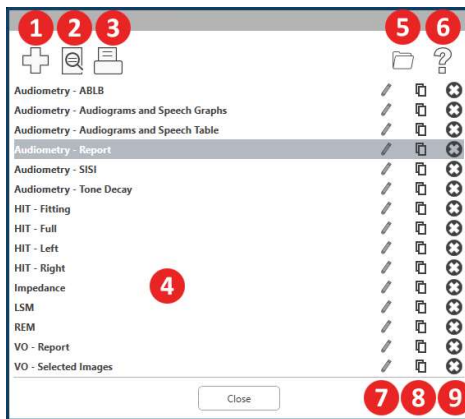 1 2 3 5 6
Audiometry - ABLB
Audiometry - Audiograms and Speech Graphs
Audiometry - Audiograms and Speech Table
Audiometry - Report
Audiometry - SISI
Audiometry - Tone Decay
HIT - Fitting
HIT - Full
HIT - Left
HIT - Right
Impedance
4
LSM
REM
VO - Report
VO - Selected Images
Close
7 8 9